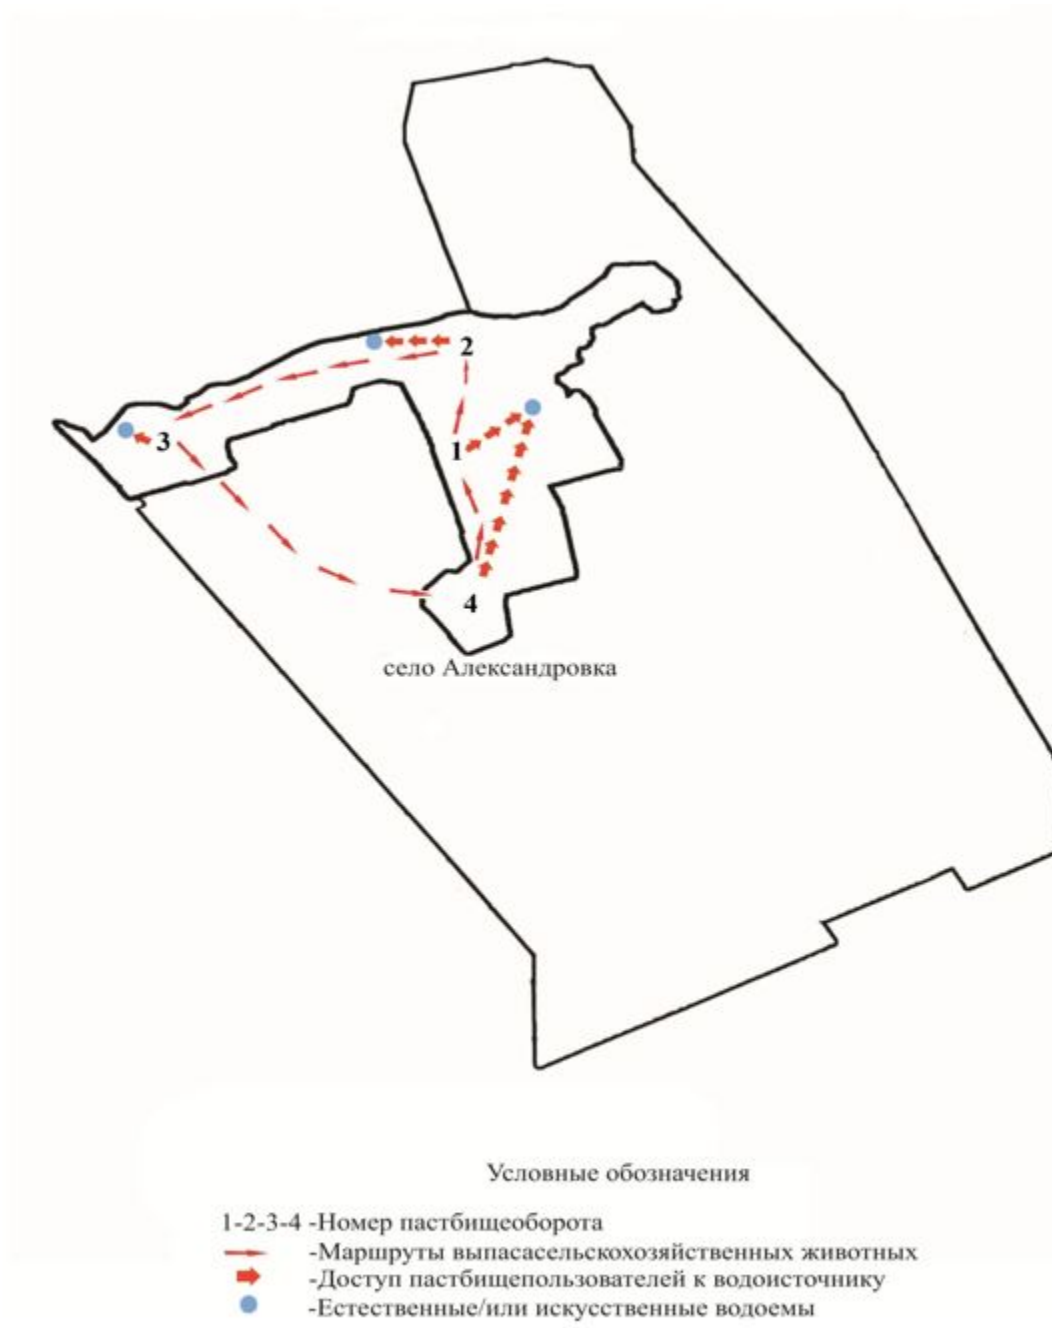 2
1
3
4
село Александровка
Условные обозначения
1-2-3-4 -Номер пастбищеоборота
-Маршруты выпасасельскохозяйственных животных
-Доступ пастбищепользователей к водоисточнику
-Естественные/или искусственные водоемы